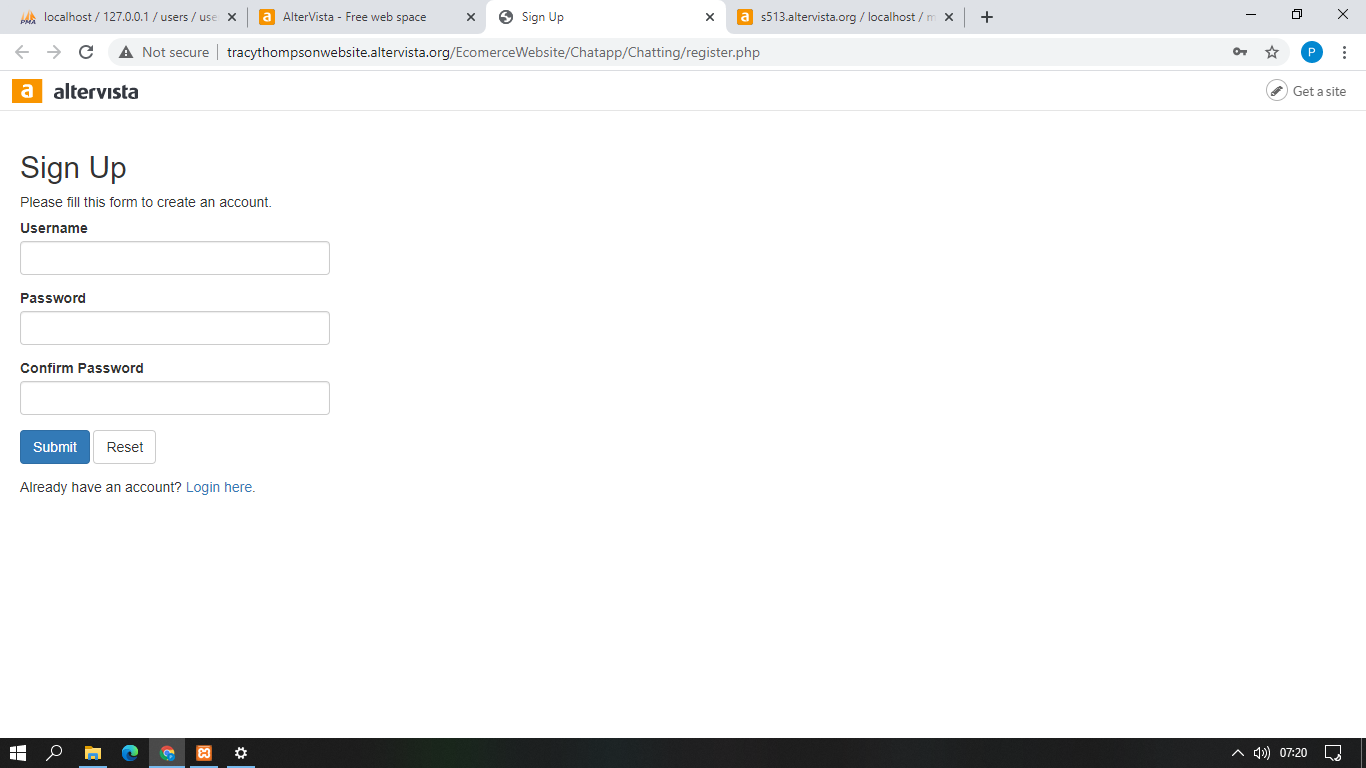 localhost / 127.0.0.1 / users / use
AlterVista - Free web space
Sign Up
s513.altervista.org / localhost / m
Not secure
tracythompsonwebsite.altervista.org/EcomerceWebsite/Chatapp/Chatting/register.php
P
a altervista
Get a site
Sign Up
Please fill this form to create an account.
Username
Password
Confirm Password
Submit Reset
Already have an account? Login here.
07:20